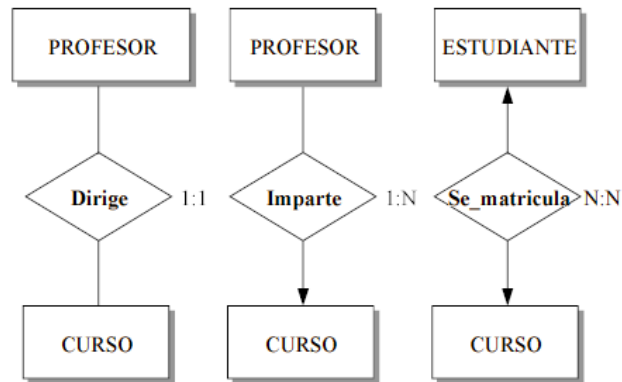 PROFESOR
PROFESOR
ESTUDIANTE
Dirige
1:1
Imparte
1:N
Se_matricula
N:N
CURSO
CURSO
CURSO